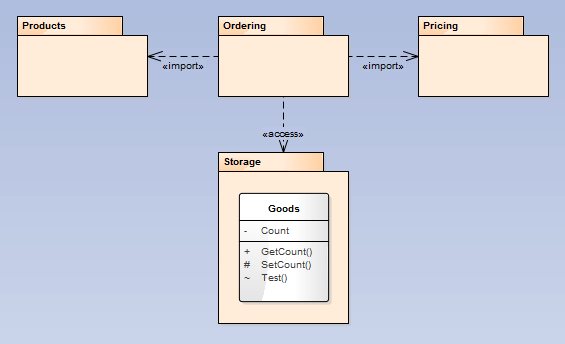 Products
Ordering
Pricing
«import»
«import»
«access»
Storage
Goods
- Count
+ GetCount()
# SetCount()
~ Test()